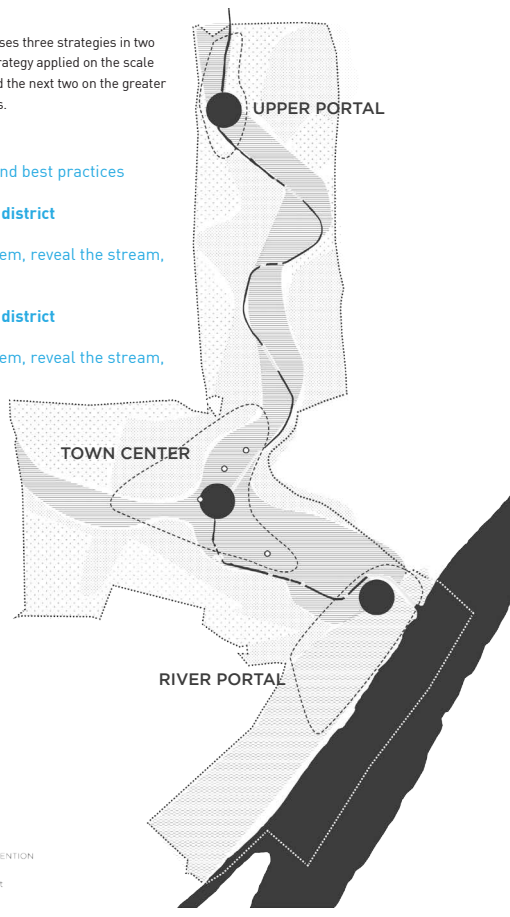 ses three strategies in two
rategy applied on the scale
d the next two on the greater
s.
nd best practices
district
em, reveal the stream,
district
em, reveal the stream,
UPPER PORTAL
TOWN CENTER
RIVER PORTAL
ENTION
t